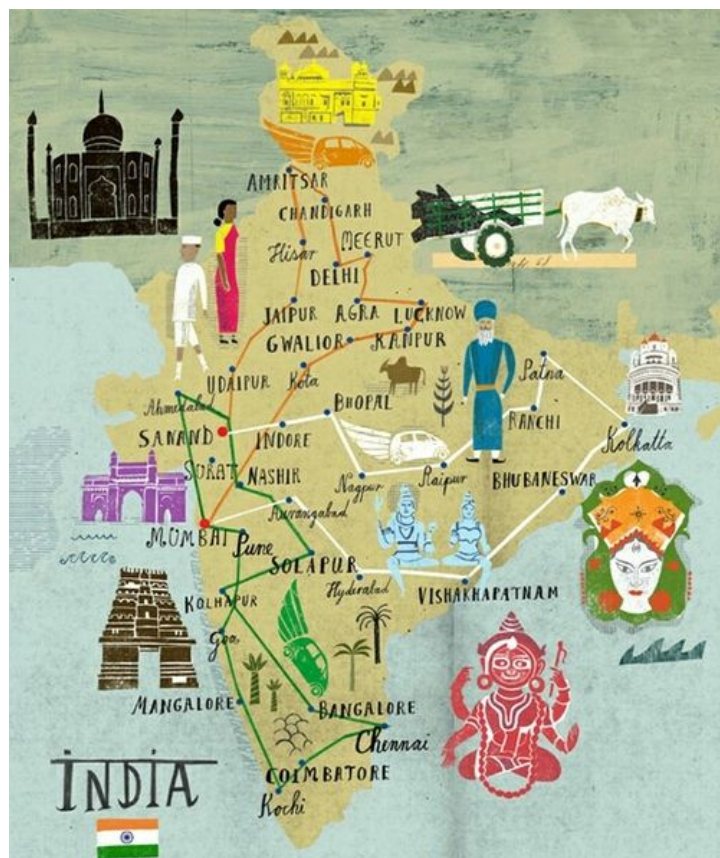 AMRITSAR
CHANDIGARH
Hisar
MEERUT
DELHI
JAIPUR
AGRA
LUCKNOW
GWALIOR
KANPUR
UDAIPUR
Kota
Patna
Ahmedabad
BHOPAL
RANCHI
SANAND
INDORE
Kolkatta
SURAT
NASHIR
Nagpur
Raipur
BHUBANESWAR
Aurangabad
MUMBAI
Pune
SOLAPUR
Hyderabad
VISHAKHAPATNAM
KOLHAPUR
Goa
MANGALORE
BANGALORE
Chennai
COIMBATORE
INDIA
Kochi